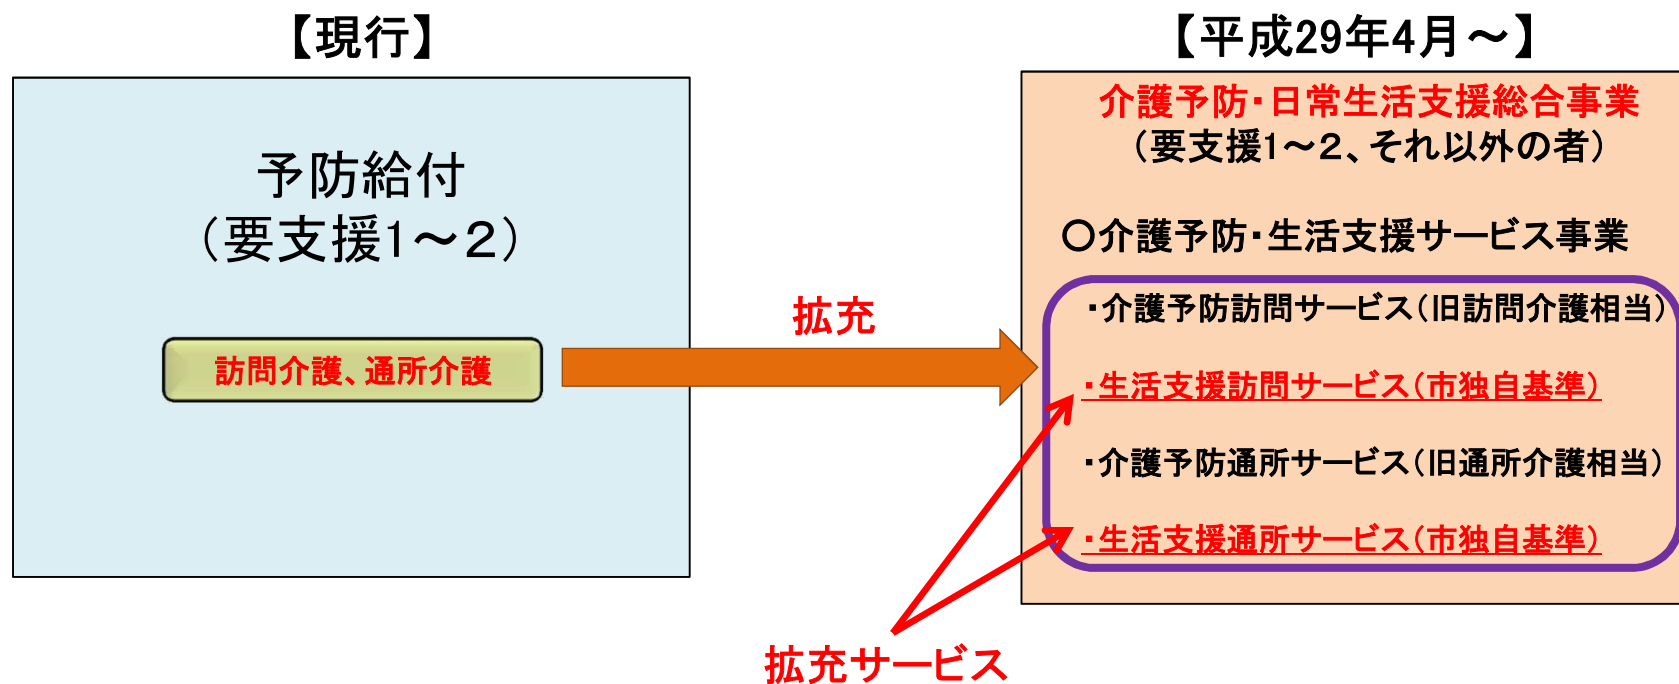 【現行】
予防給付
（要支援1～2）
訪問介護、通所介護
拡充
【平成29年4月～】
介護予防・日常生活支援総合事業
（要支援1～2、それ以外の者）
○介護予防・生活支援サービス事業
・介護予防訪問サービス（旧訪問介護相当）
・生活支援訪問サービス（市独自基準）
・介護予防通所サービス（旧通所介護相当）
・生活支援通所サービス（市独自基準）
拡充サービス